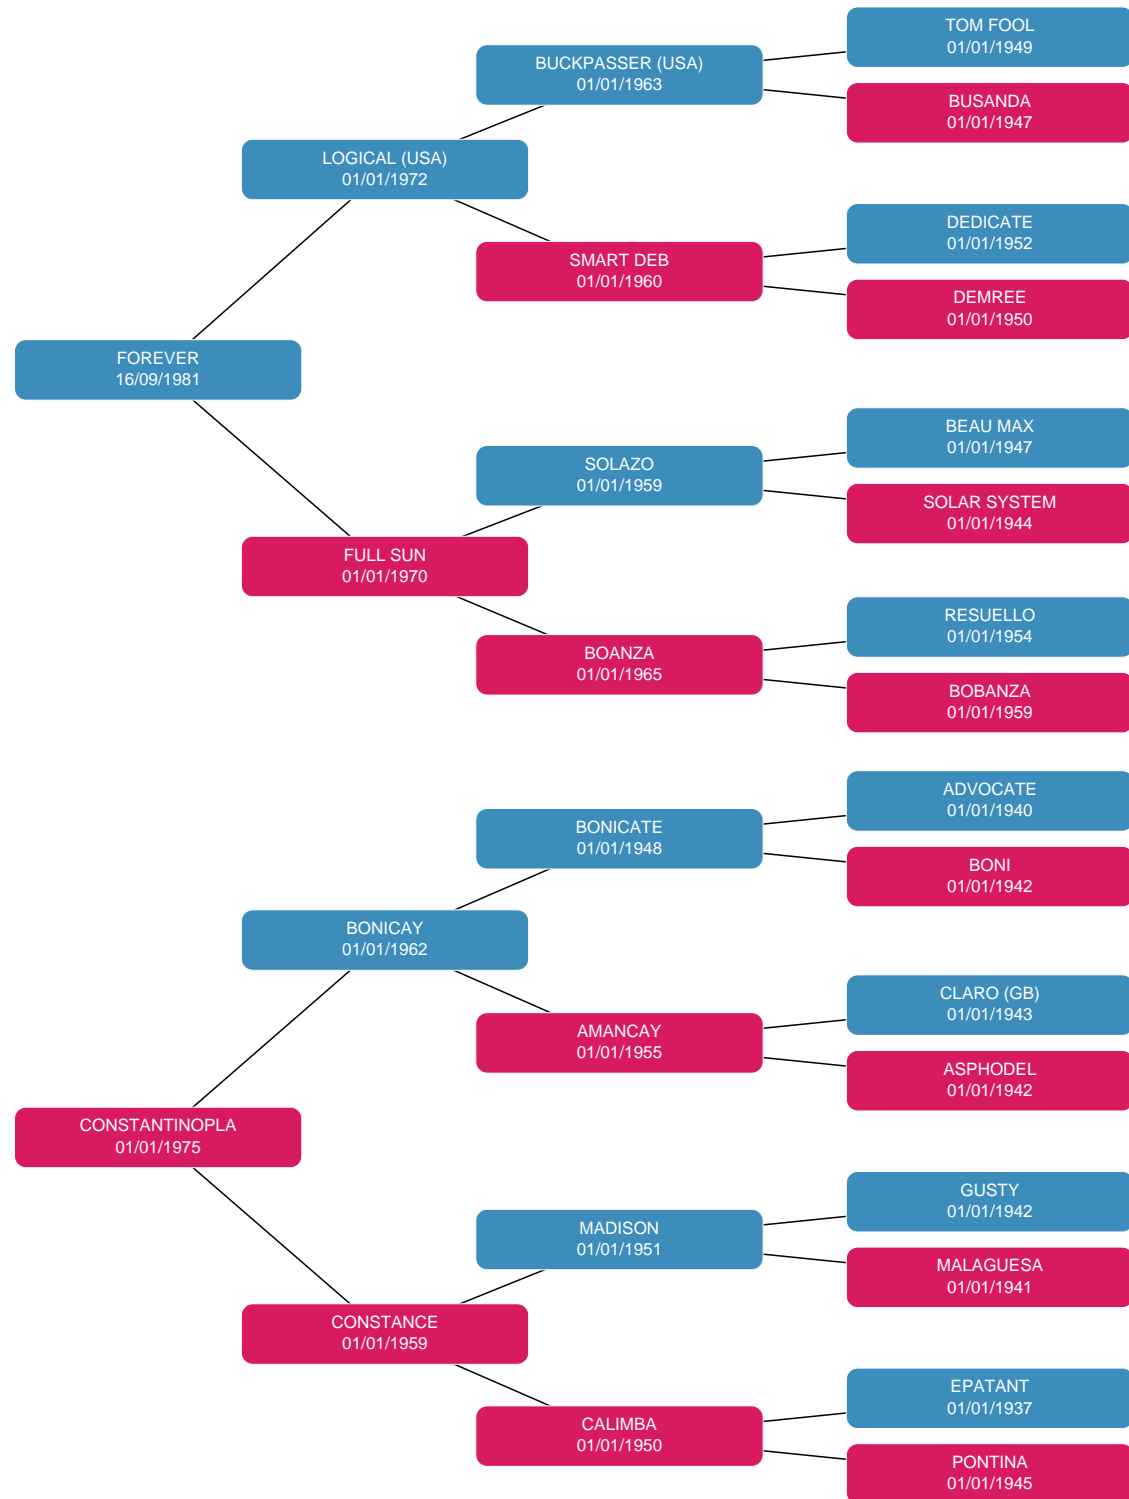 TOM FOOL
01/01/1949
BUCKPASSER (USA)
01/01/1963
BUSANDA
01/01/1947
LOGICAL (USA)
01/01/1972
DEDICATE
01/01/1952
SMART DEB
01/01/1960
DEMREE
01/01/1950
FOREVER
16/09/1981
BEAU MAX
01/01/1947
SOLAZO
01/01/1959
SOLAR SYSTEM
01/01/1944
FULL SUN
01/01/1970
RESUELLO
01/01/1954
BOANZA
01/01/1965
BOBANZA
01/01/1959
ADVOCATE
01/01/1940
BONICATE
01/01/1948
BONI
01/01/1942
BONICAY
01/01/1962
CLARO (GB)
01/01/1943
AMANCAY
01/01/1955
ASPHODEL
01/01/1942
CONSTANTINOPLA
01/01/1975
GUSTY
01/01/1942
MADISON
01/01/1951
MALAGUESA
01/01/1941
CONSTANCE
01/01/1959
EPATANT
01/01/1937
CALIMBA
01/01/1950
PONTINA
01/01/1945